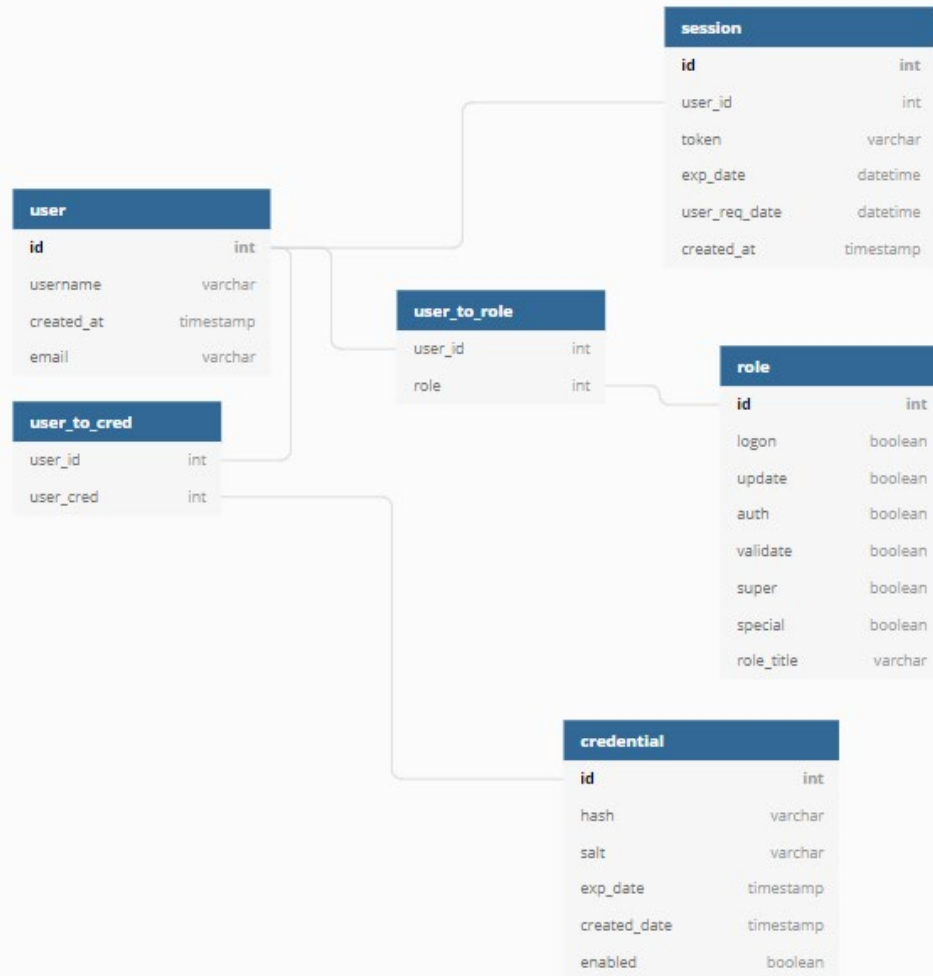 session
id int
user_id int
token varchar
exp_date datetime
user_req_date datetime
created_at timestamp
user
id int
username varchar
created_at timestamp
email varchar
user_to_role
user_id int
role int
role
id int
logon boolean
update boolean
auth boolean
validate boolean
super boolean
special boolean
role_title varchar
user_to_cred
user_id int
user_cred int
credential
id int
hash varchar
salt varchar
exp_date timestamp
created_date timestamp
enabled boolean